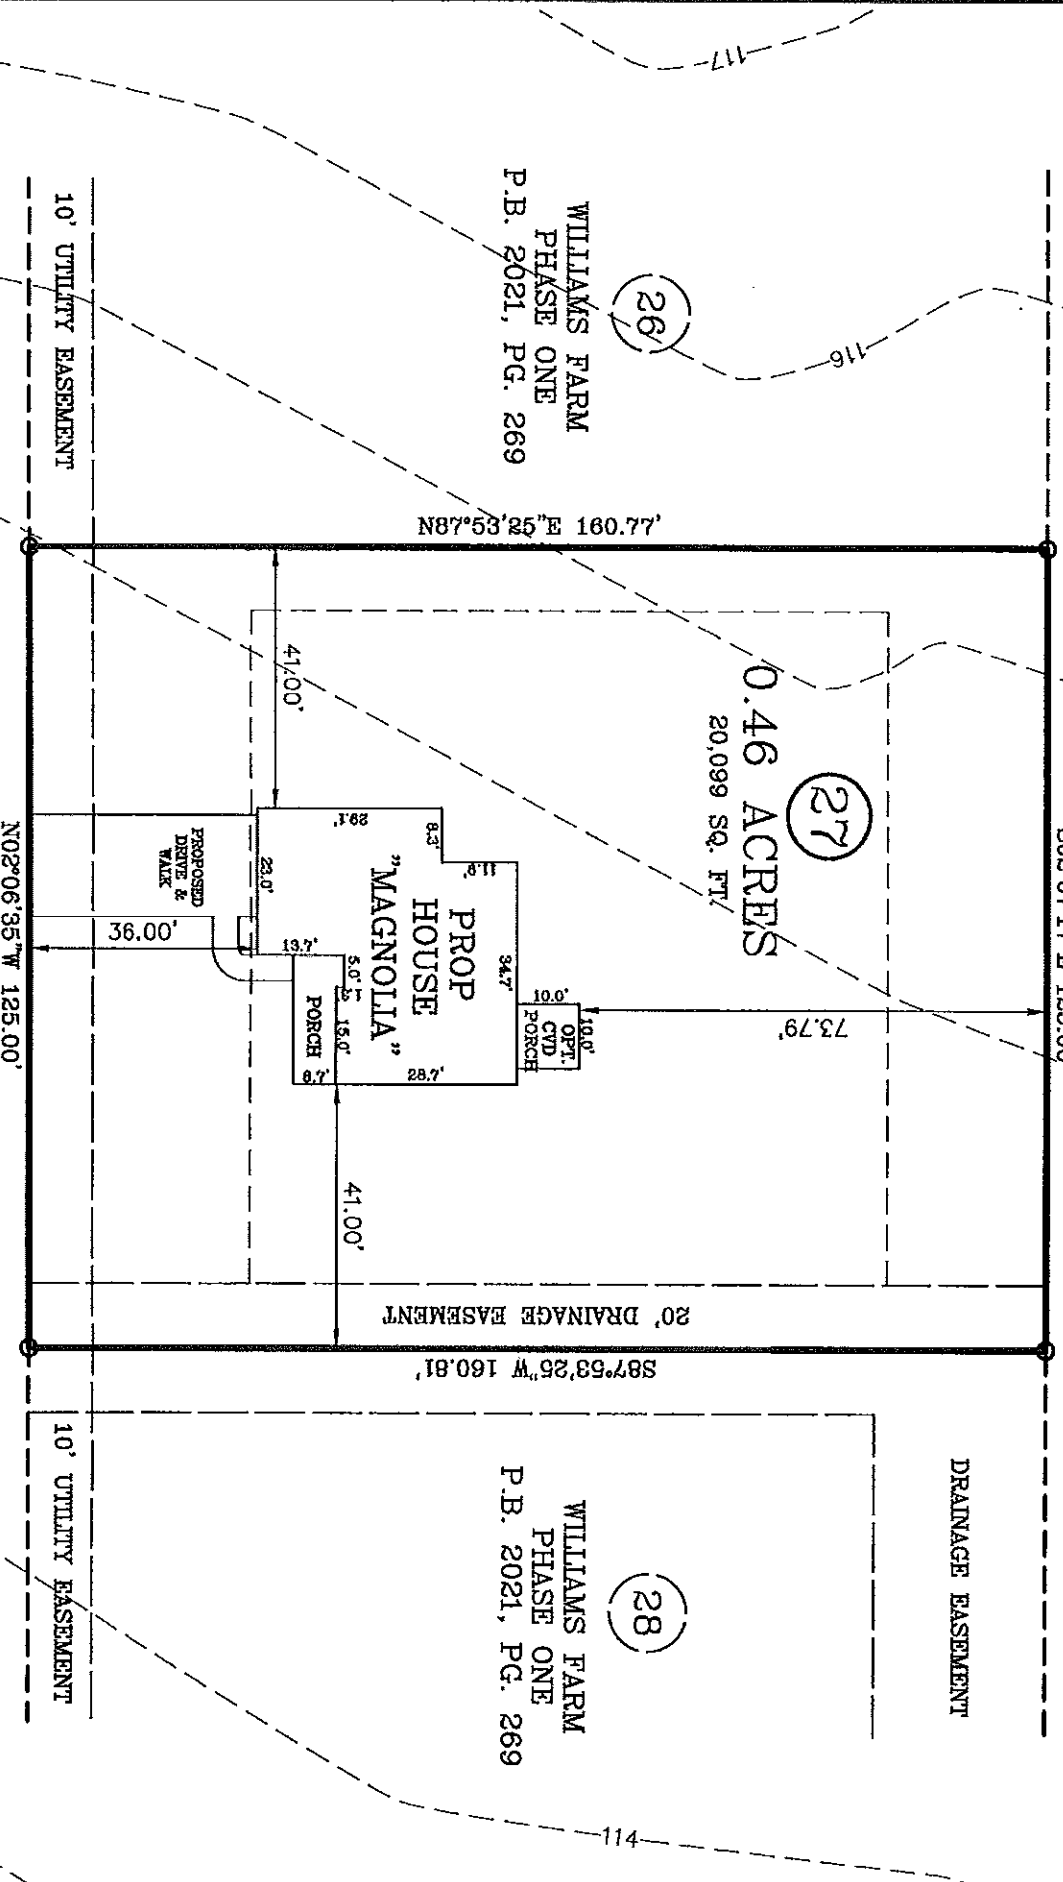 117
116
WILLIAMS FARM
PHASE ONE
P.B. 2021, PG. 269
26
10' UTILITY EASEMENT
N87°53'25"E 160.77'
27
0.46 ACRES
20,099 SQ. FT.
41.00'
29.1'
8.3'
11.9'
34.7'
23.0'
13.7'
5.0'
15.0'
6.7'
28.7'
PROP
HOUSE
"MAGNOLIA"
PORCH
10.0'
10.0'
OPT.
CVD
PORCH
73.79'
PROPOSED
DRIVE &
WALK
36.00'
N02°06'35"W 125.00'
41.00'
20' DRAINAGE EASEMENT
S87°53'25"W 160.81'
DRAINAGE EASEMENT
28
WILLIAMS FARM
PHASE ONE
P.B. 2021, PG. 269
10' UTILITY EASEMENT
114